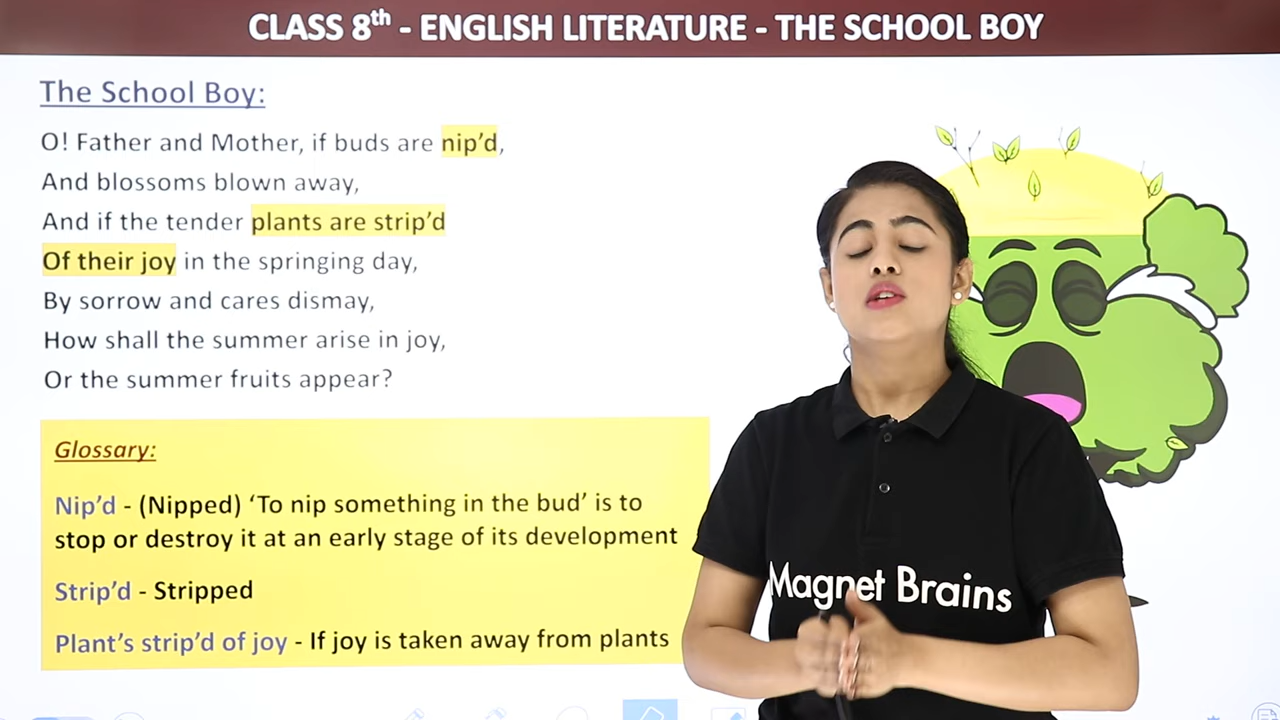 CLASS 8th - ENGLISH LITERATURE - THE SCHOOL BOY
The School Boy:
O! Father and Mother, if buds are nip’d,
And blossoms blown away,
And if the tender plants are strip’d
Of their joy in the springing day,
By sorrow and cares dismay,
How shall the summer arise in joy,
Or the summer fruits appear?
Glossary:
Nip’d - (Nipped) ‘To nip something in the bud’ is to
stop or destroy it at an early stage of its development
Strip’d - Stripped
Plant’s strip’d of joy - If joy is taken away from plants
Magnet Brains